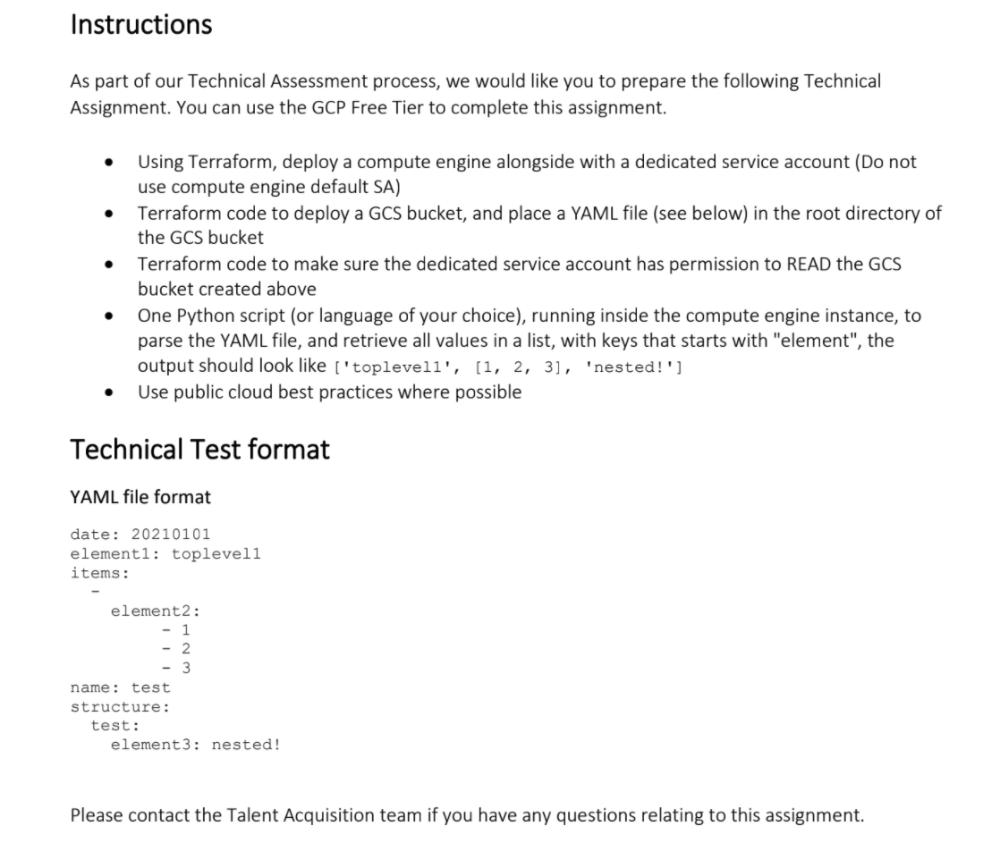 Instructions
As part of our Technical Assessment process, we would like you to prepare the following Technical
Assignment. You can use the GCP Free Tier to complete this assignment.
• Using Terraform, deploy a compute engine alongside with a dedicated service account (Do not
use compute engine default SA)
• Terraform code to deploy a GCS bucket, and place a YAML file (see below) in the root directory of
the GCS bucket
• Terraform code to make sure the dedicated service account has permission to READ the GCS
bucket created above
• One Python script (or language of your choice), running inside the compute engine instance, to
parse the YAML file, and retrieve all values in a list, with keys that starts with "element", the
output should look like ['toplevel1', [1, 2, 3], 'nested!']
• Use public cloud best practices where possible
Technical Test format
YAML file format
date: 20210101
element1: toplevel1
items:
  -
    element2:
         - 1
         - 2
         - 3
name: test
structure:
  test:
    element3: nested!
Please contact the Talent Acquisition team if you have any questions relating to this assignment.